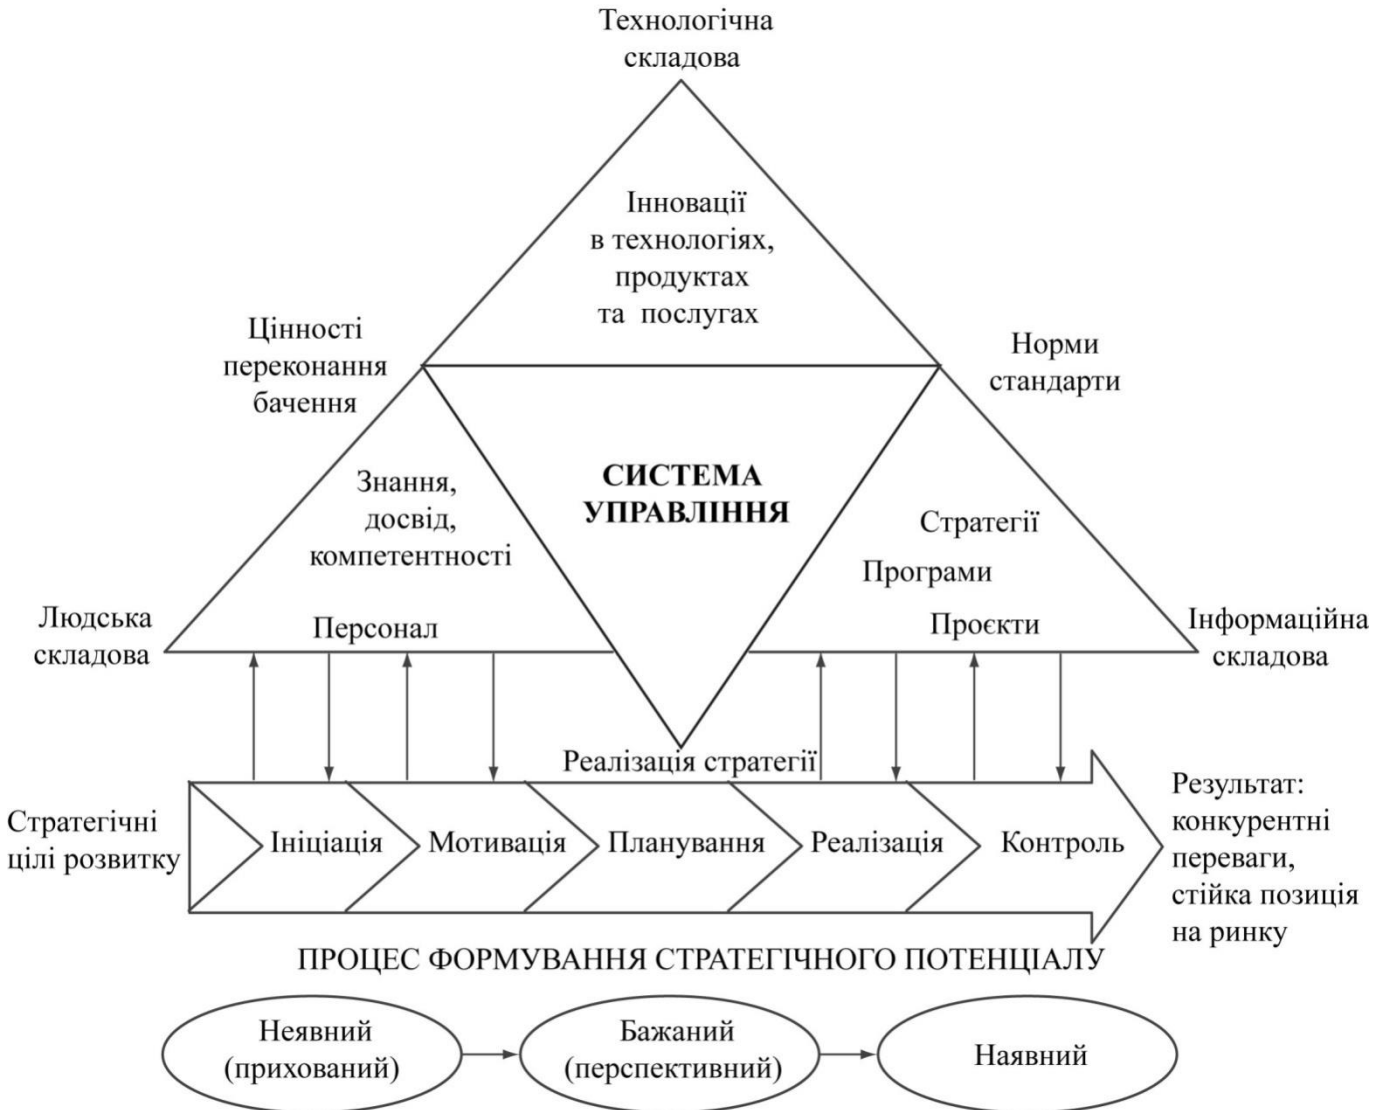 Технологічна
складова
Інновації
в технологіях,
продуктах
та послугах
Цінності
переконання
бачення
Норми
стандарти
СИСТЕМА
УПРАВЛІННЯ
Знання,
досвід,
компетентності
Персонал
Стратегії
Програми
Проєкти
Людська
складова
Інформаційна
складова
Реалізація стратегії
Стратегічні
цілі розвитку
Ініціація
Мотивація
Планування
Реалізація
Контроль
Результат:
конкурентні
переваги,
стійка позиція
на ринку
ПРОЦЕС ФОРМУВАННЯ СТРАТЕГІЧНОГО ПОТЕНЦІАЛУ
Неявний
(прихований)
Бажаний
(перспективний)
Наявний